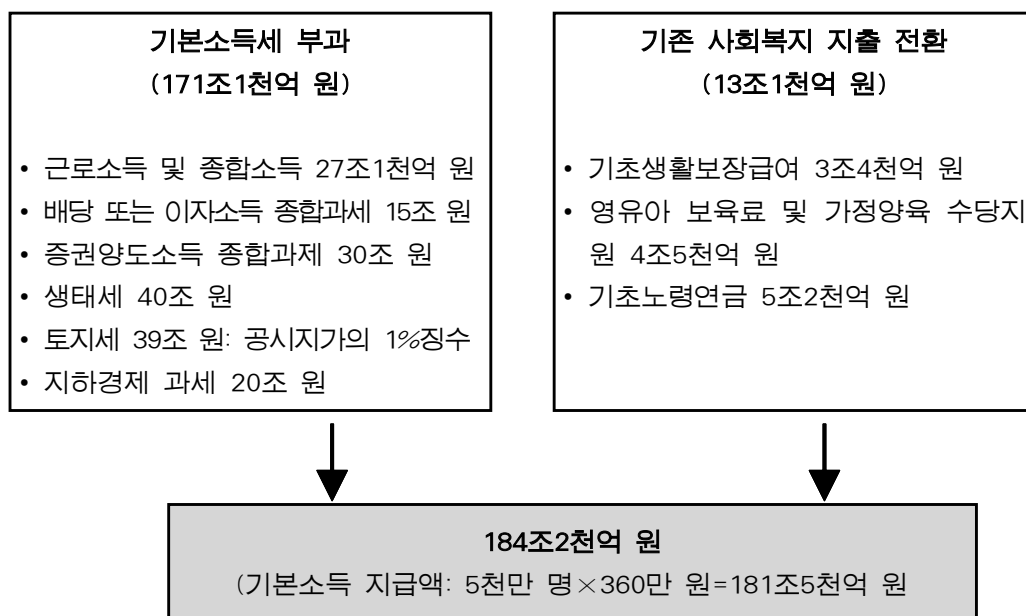 기본소득세 부과
(171조1천억 원)
• 근로소득 및 종합소득 27조1천억 원
• 배당 또는 이자소득 종합과세 15조 원
• 증권양도소득 종합과제 30조 원
• 생태세 40조 원
• 토지세 39조 원: 공시지가의 1%징수
• 지하경제 과세 20조 원
기존 사회복지 지출 전환
(13조1천억 원)
• 기초생활보장급여 3조4천억 원
• 영유아 보육료 및 가정양육 수당지
원 4조5천억 원
• 기초노령연금 5조2천억 원
184조2천억 원
(기본소득 지급액: 5천만 명×360만 원=181조5천억 원